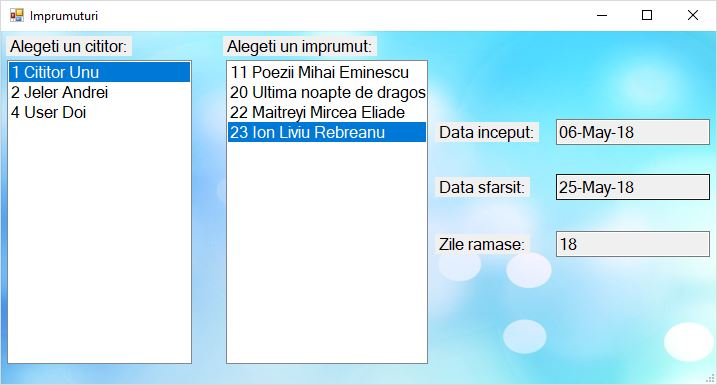 Imprumuturi
Alegeti un cititor:
Alegeti un imprumut:
1 Cititor Unu
2 Jeler Andrei
4 User Doi
11 Poezii Mihai Eminescu
20 Ultima noapte de dragos
22 Maitreyi Mircea Eliade
23 Ion Liviu Rebreanu
Data inceput: 06-May-18
Data sfarsit: 25-May-18
Zile ramase: 18